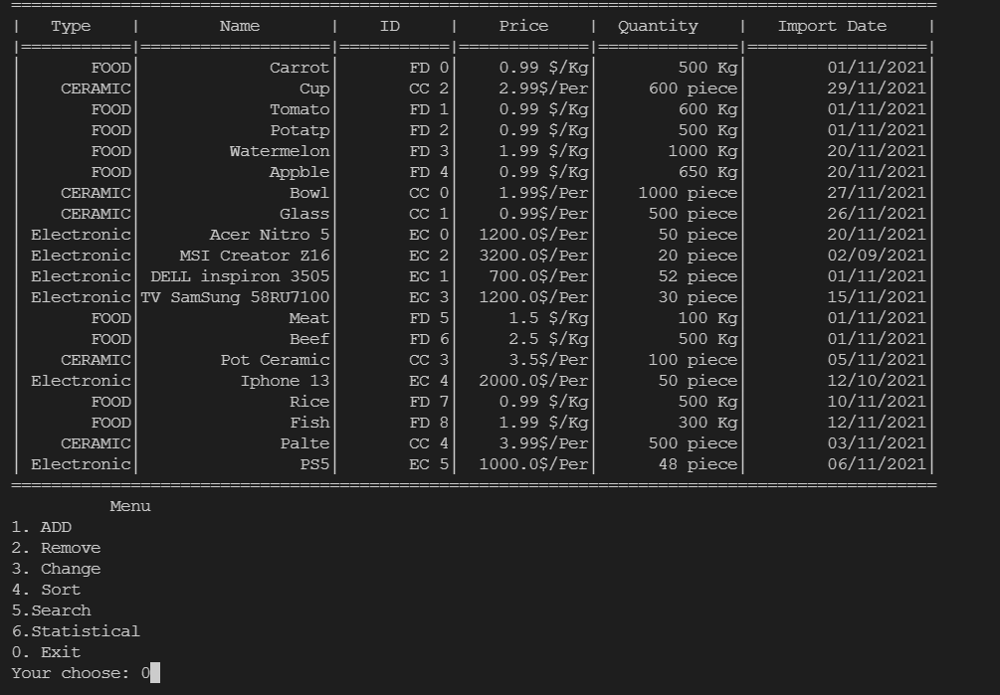 ================================================================================
| Type | Name | ID | Price | Quantity | Import Date |
|===========|===================|===========|=============|==============|==================|
| FOOD| Carrot| FD 0| 0.99 $/Kg| 500 Kg| 01/11/2021|
| CERAMIC| Cup| CC 2| 2.99$/Per| 600 piece| 29/11/2021|
| FOOD| Tomato| FD 1| 0.99 $/Kg| 600 Kg| 01/11/2021|
| FOOD| Potatp| FD 2| 0.99 $/Kg| 500 Kg| 01/11/2021|
| FOOD| Watermelon| FD 3| 1.99 $/Kg| 1000 Kg| 20/11/2021|
| FOOD| Appble| FD 4| 0.99 $/Kg| 650 Kg| 20/11/2021|
| CERAMIC| Bowl| CC 0| 1.99$/Per| 1000 piece| 27/11/2021|
| CERAMIC| Glass| CC 1| 0.99$/Per| 500 piece| 26/11/2021|
| Electronic| Acer Nitro 5| EC 0| 1200.0$/Per| 50 piece| 20/11/2021|
| Electronic| MSI Creator Z16| EC 2| 3200.0$/Per| 20 piece| 02/09/2021|
| Electronic| DELL inspiron 3505| EC 1| 700.0$/Per| 52 piece| 01/11/2021|
| Electronic|TV SamSung 58RU7100| EC 3| 1200.0$/Per| 30 piece| 15/11/2021|
| FOOD| Meat| FD 5| 1.5 $/Kg| 100 Kg| 01/11/2021|
| FOOD| Beef| FD 6| 2.5 $/Kg| 500 Kg| 01/11/2021|
| CERAMIC| Pot Ceramic| CC 3| 3.5$/Per| 100 piece| 05/11/2021|
| Electronic| Iphone 13| EC 4| 2000.0$/Per| 50 piece| 12/10/2021|
| FOOD| Rice| FD 7| 0.99 $/Kg| 500 Kg| 10/11/2021|
| FOOD| Fish| FD 8| 1.99 $/Kg| 300 Kg| 12/11/2021|
| CERAMIC| Palte| CC 4| 3.99$/Per| 500 piece| 03/11/2021|
| Electronic| PS5| EC 5| 1000.0$/Per| 48 piece| 06/11/2021|
================================================================================
Menu
1. ADD
2. Remove
3. Change
4. Sort
5.Search
6.Statistical
0. Exit
Your choose: 0